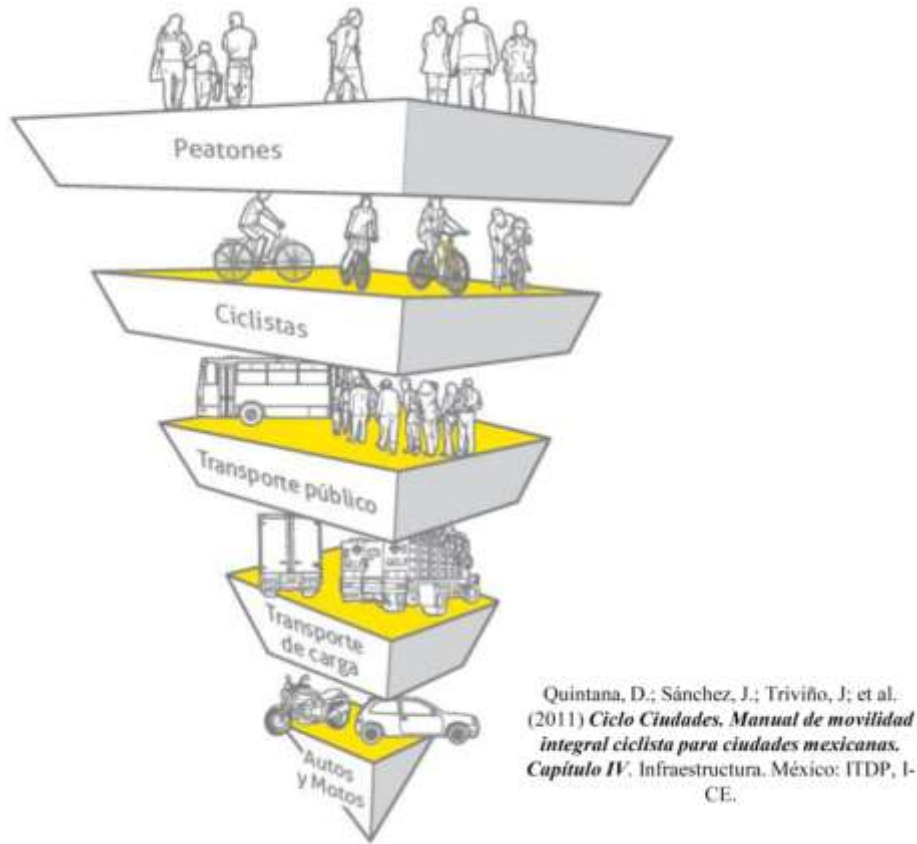 Peatones
Ciclistas
Transporte público
Transporte
de carga
Autos
y Motos
Quintana, D.; Sánchez, J.; Triviño, J; et al.
(2011) Ciclo Ciudades. Manual de movilidad
integral ciclista para ciudades mexicanas.
Capítulo IV. Infraestructura. México: ITDP, I-
CE.